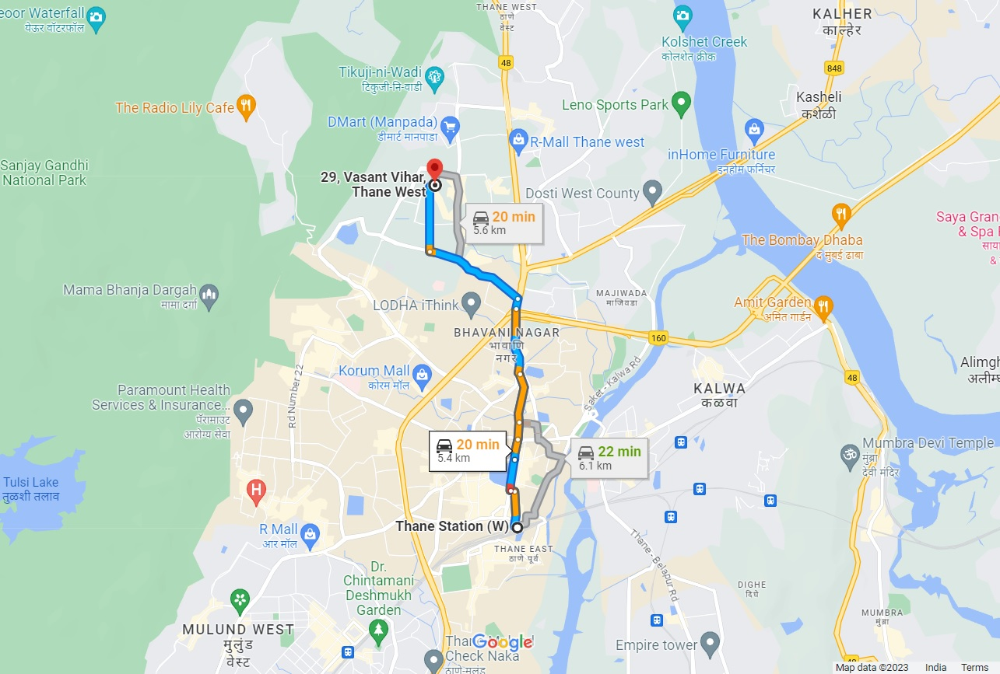 eoor Waterfall
येऊर वॉटरफॉल
THANE WEST
ठाणे
वेस्ट
KALHER
काल्हेर
Kolshet Creek
कोलशेत क्रीक
48
848
Tikuji-ni-Wadi
टिकुजी-नि-वाडी
The Radio Lily Cafe
Leno Sports Park
Kasheli
कशेळी
DMart (Manpada)
डीमार्ट मानपाडा
R-Mall Thane west
inHome Furniture
इनहोम फर्निचर
Sanjay Gandhi
National Park
29, Vasant Vihar,
Thane West
Dosti West County
20 min
5.6 km
Saya Gran
& Spa
साया
&
The Bombay Dhaba
द मुंबई ढाबा
Mama Bhanja Dargah
मामा दर्गा
LODHA iThink
MAJIWADA
माजिवडा
Amit Garden
अमित गार्डन
BHAVANI NAGAR
भावाणि
नगर
160
Korum Mall
कोरम मॉल
Rd Number 22
Saket - Kalwa Rd
KALWA
कळवा
48
Alimgh
अलीम्घ
Paramount Health
Services & Insurance...
पॅरामाउंट
आरोग्य सेवा
20 min
5.4 km
22 min
6.1 km
Mumbra Devi Temple
मुंब्रा
देवी मंदिर
Tulsi Lake
तुळशी तलाव
H
R Mall
आर मॉल
Thane Station (W)
THANE EAST
ठाणे पूर्व
Thane - Belapur Rd
Dr.
Chintamani
Deshmukh
Garden
DIGHE
दिघे
MUMBRA
मुंब्रा
MULUND WEST
मुलुंड
वेस्ट
Google
Check Naka
ठाणे-मुलुंड
Empire tower
48
Map data ©2023 India Terms